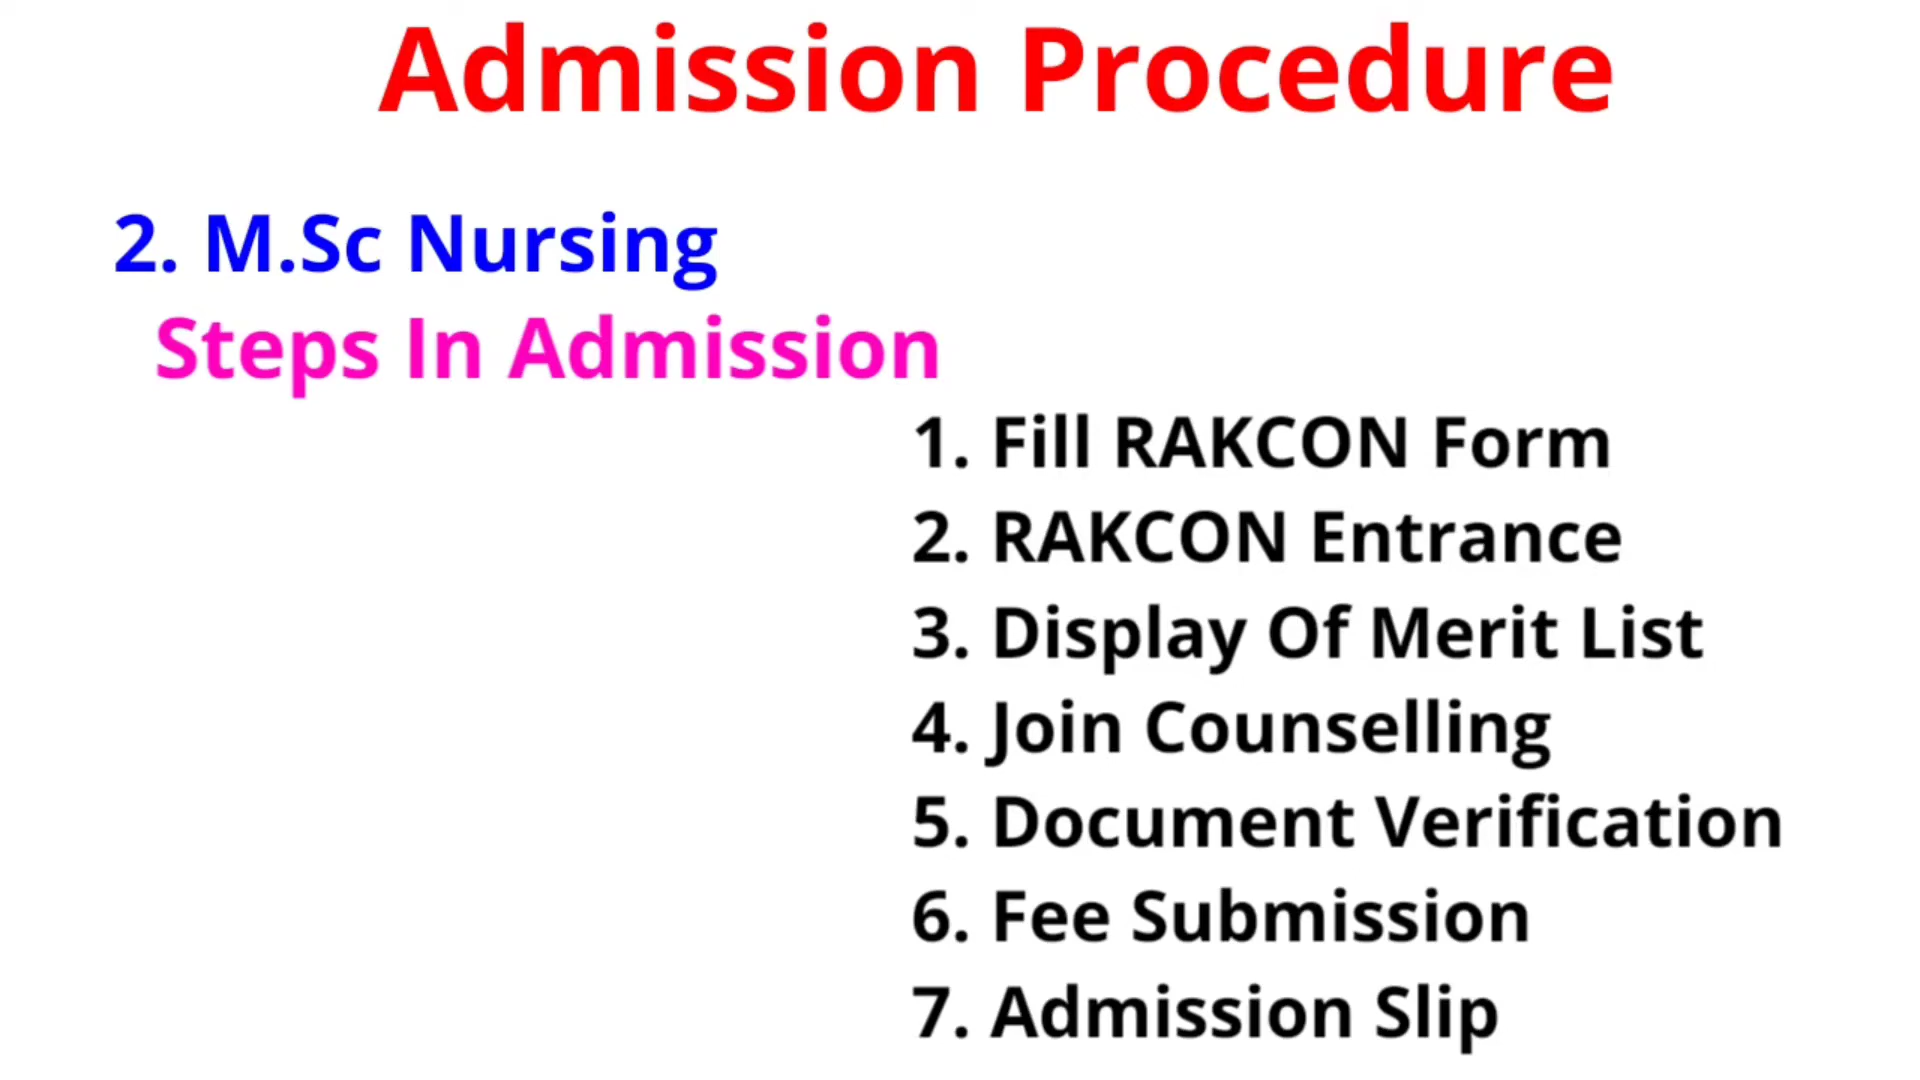 Admission Procedure
2. M.Sc Nursing
Steps In Admission
1. Fill RAKCON Form
2. RAKCON Entrance
3. Display Of Merit List
4. Join Counselling
5. Document Verification
6. Fee Submission
7. Admission Slip